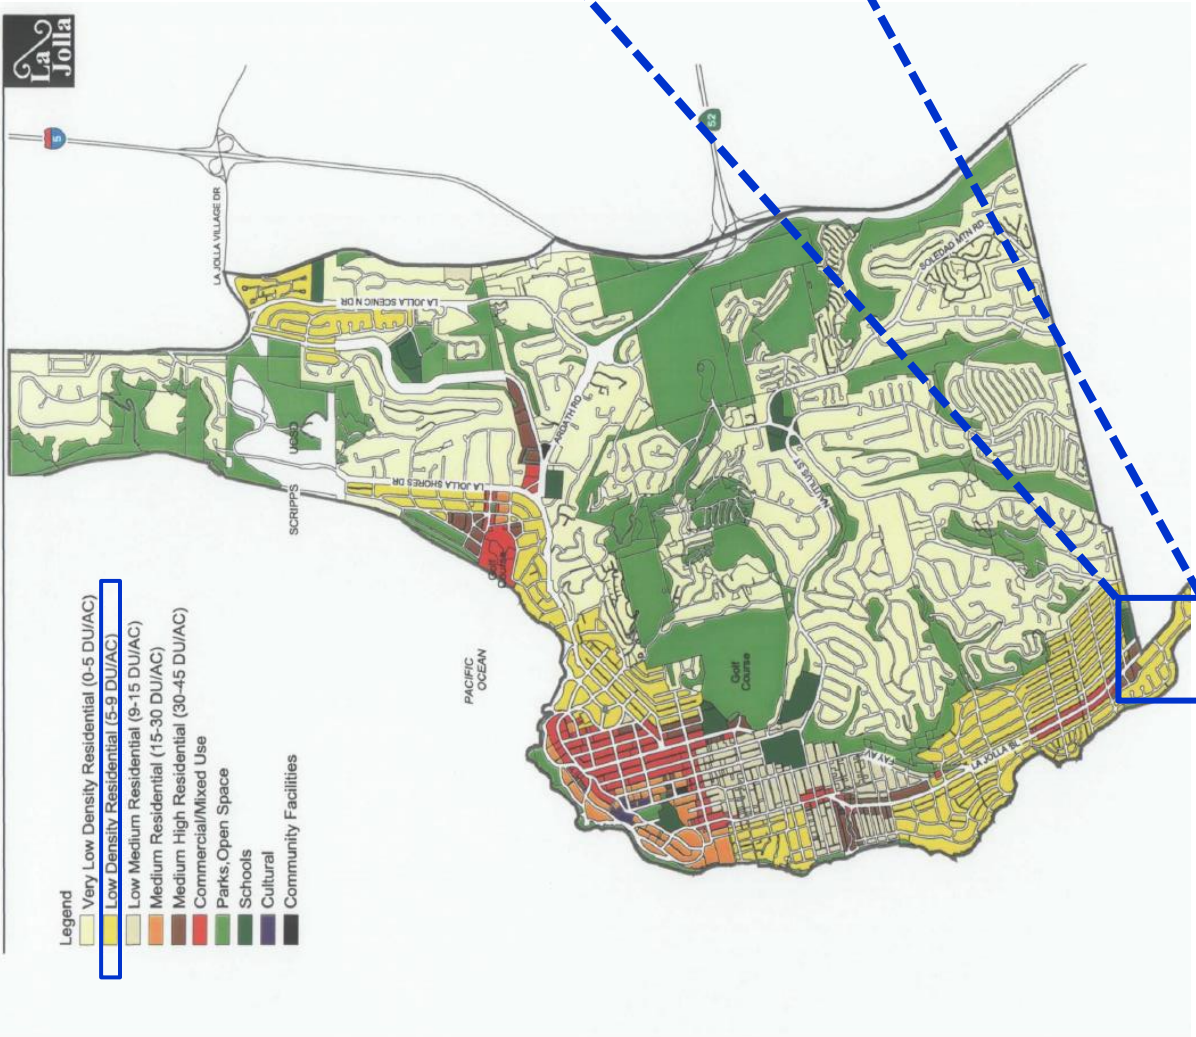 La
Jolla
5
52
LA JOLLA VILLAGE DR
LA JOLLA SCENIC N DR
SOLEDAD MTN RD
UCSD
ARDATH RD
LA JOLLA SHORES DR
SCRIPPS
NAUTILUS ST
Golf
Course
PACIFIC
OCEAN
Golf
Course
FAY AV
LA JOLLA BL
Legend
Very Low Density Residential (0-5 DU/AC)
Low Density Residential (5-9 DU/AC)
Low Medium Residential (9-15 DU/AC)
Medium Residential (15-30 DU/AC)
Medium High Residential (30-45 DU/AC)
Commercial/Mixed Use
Parks,Open Space
Schools
Cultural
Community Facilities